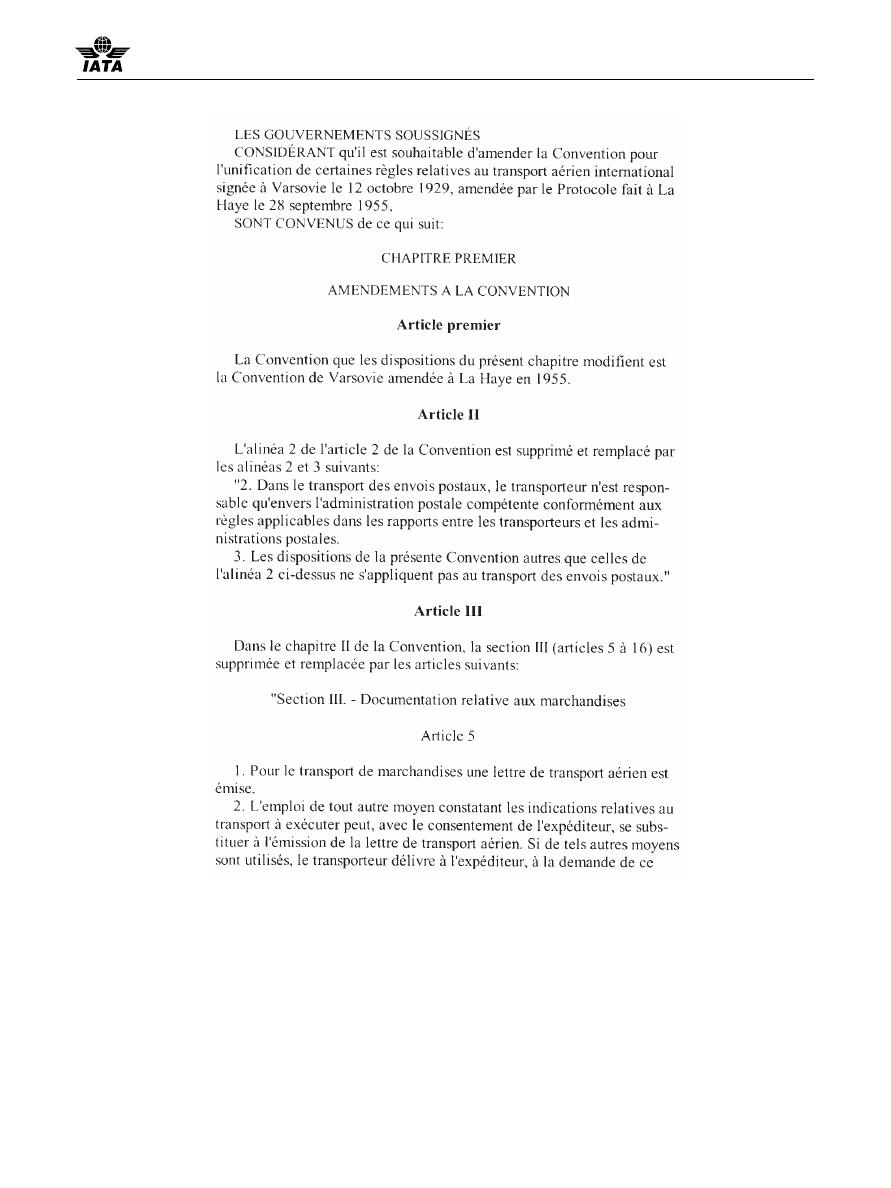 IATA
LES GOUVERNEMENTS SOUSSIGNÉS
CONSIDÉRANT qu'il est souhaitable d'amender la Convention pour
l'unification de certaines règles relatives au transport aérien international
signée à Varsovie le 12 octobre 1929, amendée par le Protocole fait à La
Haye le 28 septembre 1955,
SONT CONVENUS de ce qui suit:
CHAPITRE PREMIER
AMENDEMENTS A LA CONVENTION
Article premier
La Convention que les dispositions du présent chapitre modifient est
la Convention de Varsovie amendée à La Haye en 1955.
Article II
L'alinéa 2 de l'article 2 de la Convention est supprimé et remplacé par
les alinéas 2 et 3 suivants:
"2. Dans le transport des envois postaux, le transporteur n'est respon-
sable qu'envers l'administration postale compétente conformément aux
règles applicables dans les rapports entre les transporteurs et les admi-
nistrations postales.
3. Les dispositions de la présente Convention autres que celles de
l'alinéa 2 ci-dessus ne s'appliquent pas au transport des envois postaux."
Article III
Dans le chapitre II de la Convention, la section III (articles 5 à 16) est
supprimée et remplacée par les articles suivants:
"Section III. - Documentation relative aux marchandises
Article 5
1. Pour le transport de marchandises une lettre de transport aérien est
émise.
2. L'emploi de tout autre moyen constatant les indications relatives au
transport à exécuter peut, avec le consentement de l'expéditeur, se subs-
tituer à l'émission de la lettre de transport aérien. Si de tels autres moyens
sont utilisés, le transporteur délivre à l'expéditeur, à la demande de ce